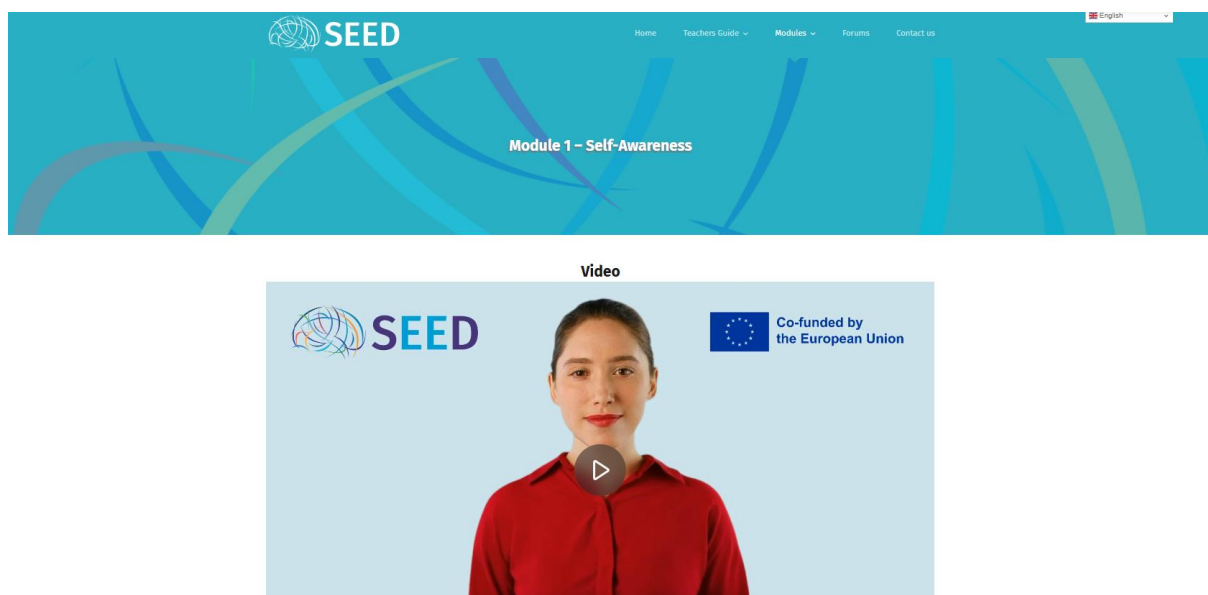 SEED
Home Teachers Guide Modules Forums Contact us
English
Module 1 – Self-Awareness
Video
SEED
Co-funded by
the European Union